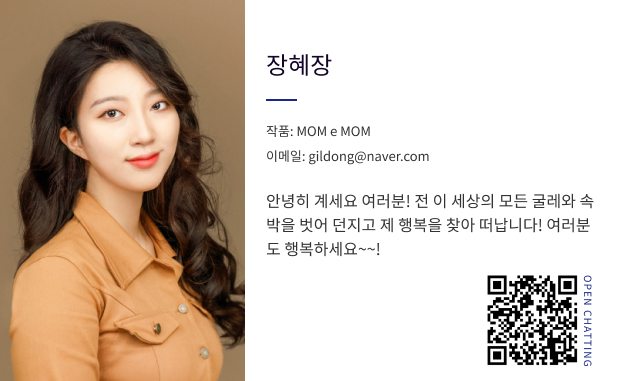 장혜장
작품: MOM e MOM
이메일: gildong@naver.com
안녕히 계세요 여러분! 전 이 세상의 모든 굴레와 속
박을 벗어 던지고 제 행복을 찾아 떠납니다! 여러분
도 행복하세요~~!
OPEN CHATTING